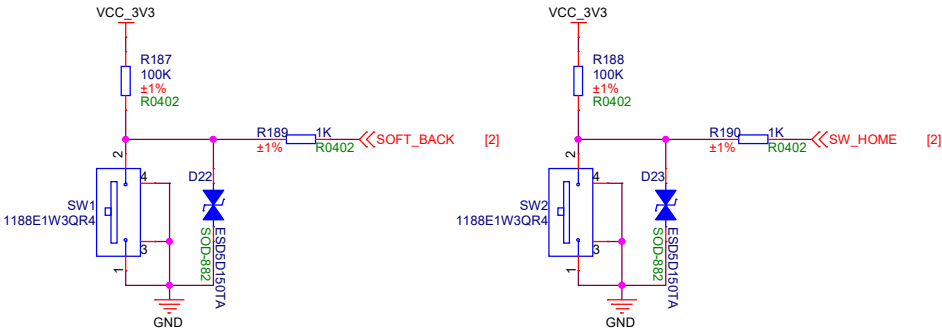 VCC_3V3
R187
100K
±1%
R0402
R189
1K
±1%
R0402
SOFT_BACK
[2]
2
4
D22
SW1
1188E1W3QR4
3
1
ESD5D150TA
SOD-882
GND
VCC_3V3
R188
100K
±1%
R0402
R190
1K
±1%
R0402
SW_HOME
[2]
2
4
D23
SW2
1188E1W3QR4
3
1
ESD5D150TA
SOD-882
GND